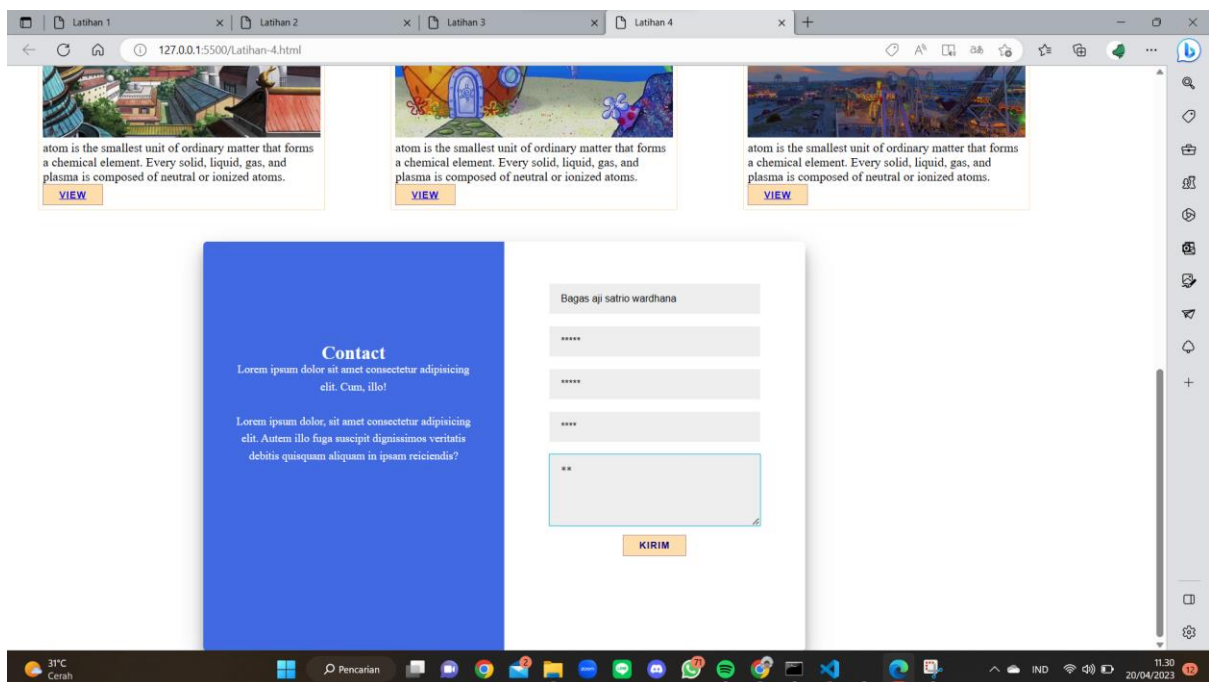 Latihan 1
Latihan 2
Latihan 3
Latihan 4
127.0.0.1:5500/Latihan-4.html
atom is the smallest unit of ordinary matter that forms
a chemical element. Every solid, liquid, gas, and
plasma is composed of neutral or ionized atoms.
VIEW
atom is the smallest unit of ordinary matter that forms
a chemical element. Every solid, liquid, gas, and
plasma is composed of neutral or ionized atoms.
VIEW
atom is the smallest unit of ordinary matter that forms
a chemical element. Every solid, liquid, gas, and
plasma is composed of neutral or ionized atoms.
VIEW
Contact
Lorem ipsum dolor sit amet consectetur adipisicing
elit. Cum, illo!
Lorem ipsum dolor, sit amet consectetur adipisicing
elit. Autem illo fuga suscipit dignissimos veritatis
debitis quisquam aliquam in ipsam reiciendis?
Bagas aji satrio wardhana
*****
*****
****
**
KIRIM
31°C
Cerah
Pencarian
IND
11.30
20/04/2023